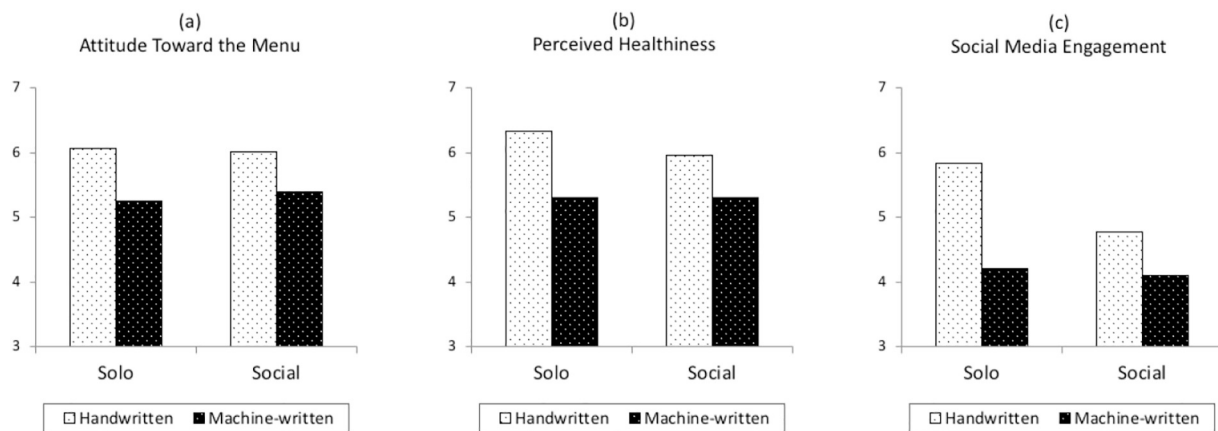 (a)
Attitude Toward the Menu
7
6
5
4
3
Solo Social
Handwritten Machine-written
(b)
Perceived Healthiness
7
6
5
4
3
Solo Social
Handwritten Machine-written
(c)
Social Media Engagement
7
6
5
4
3
Solo Social
Handwritten Machine-written